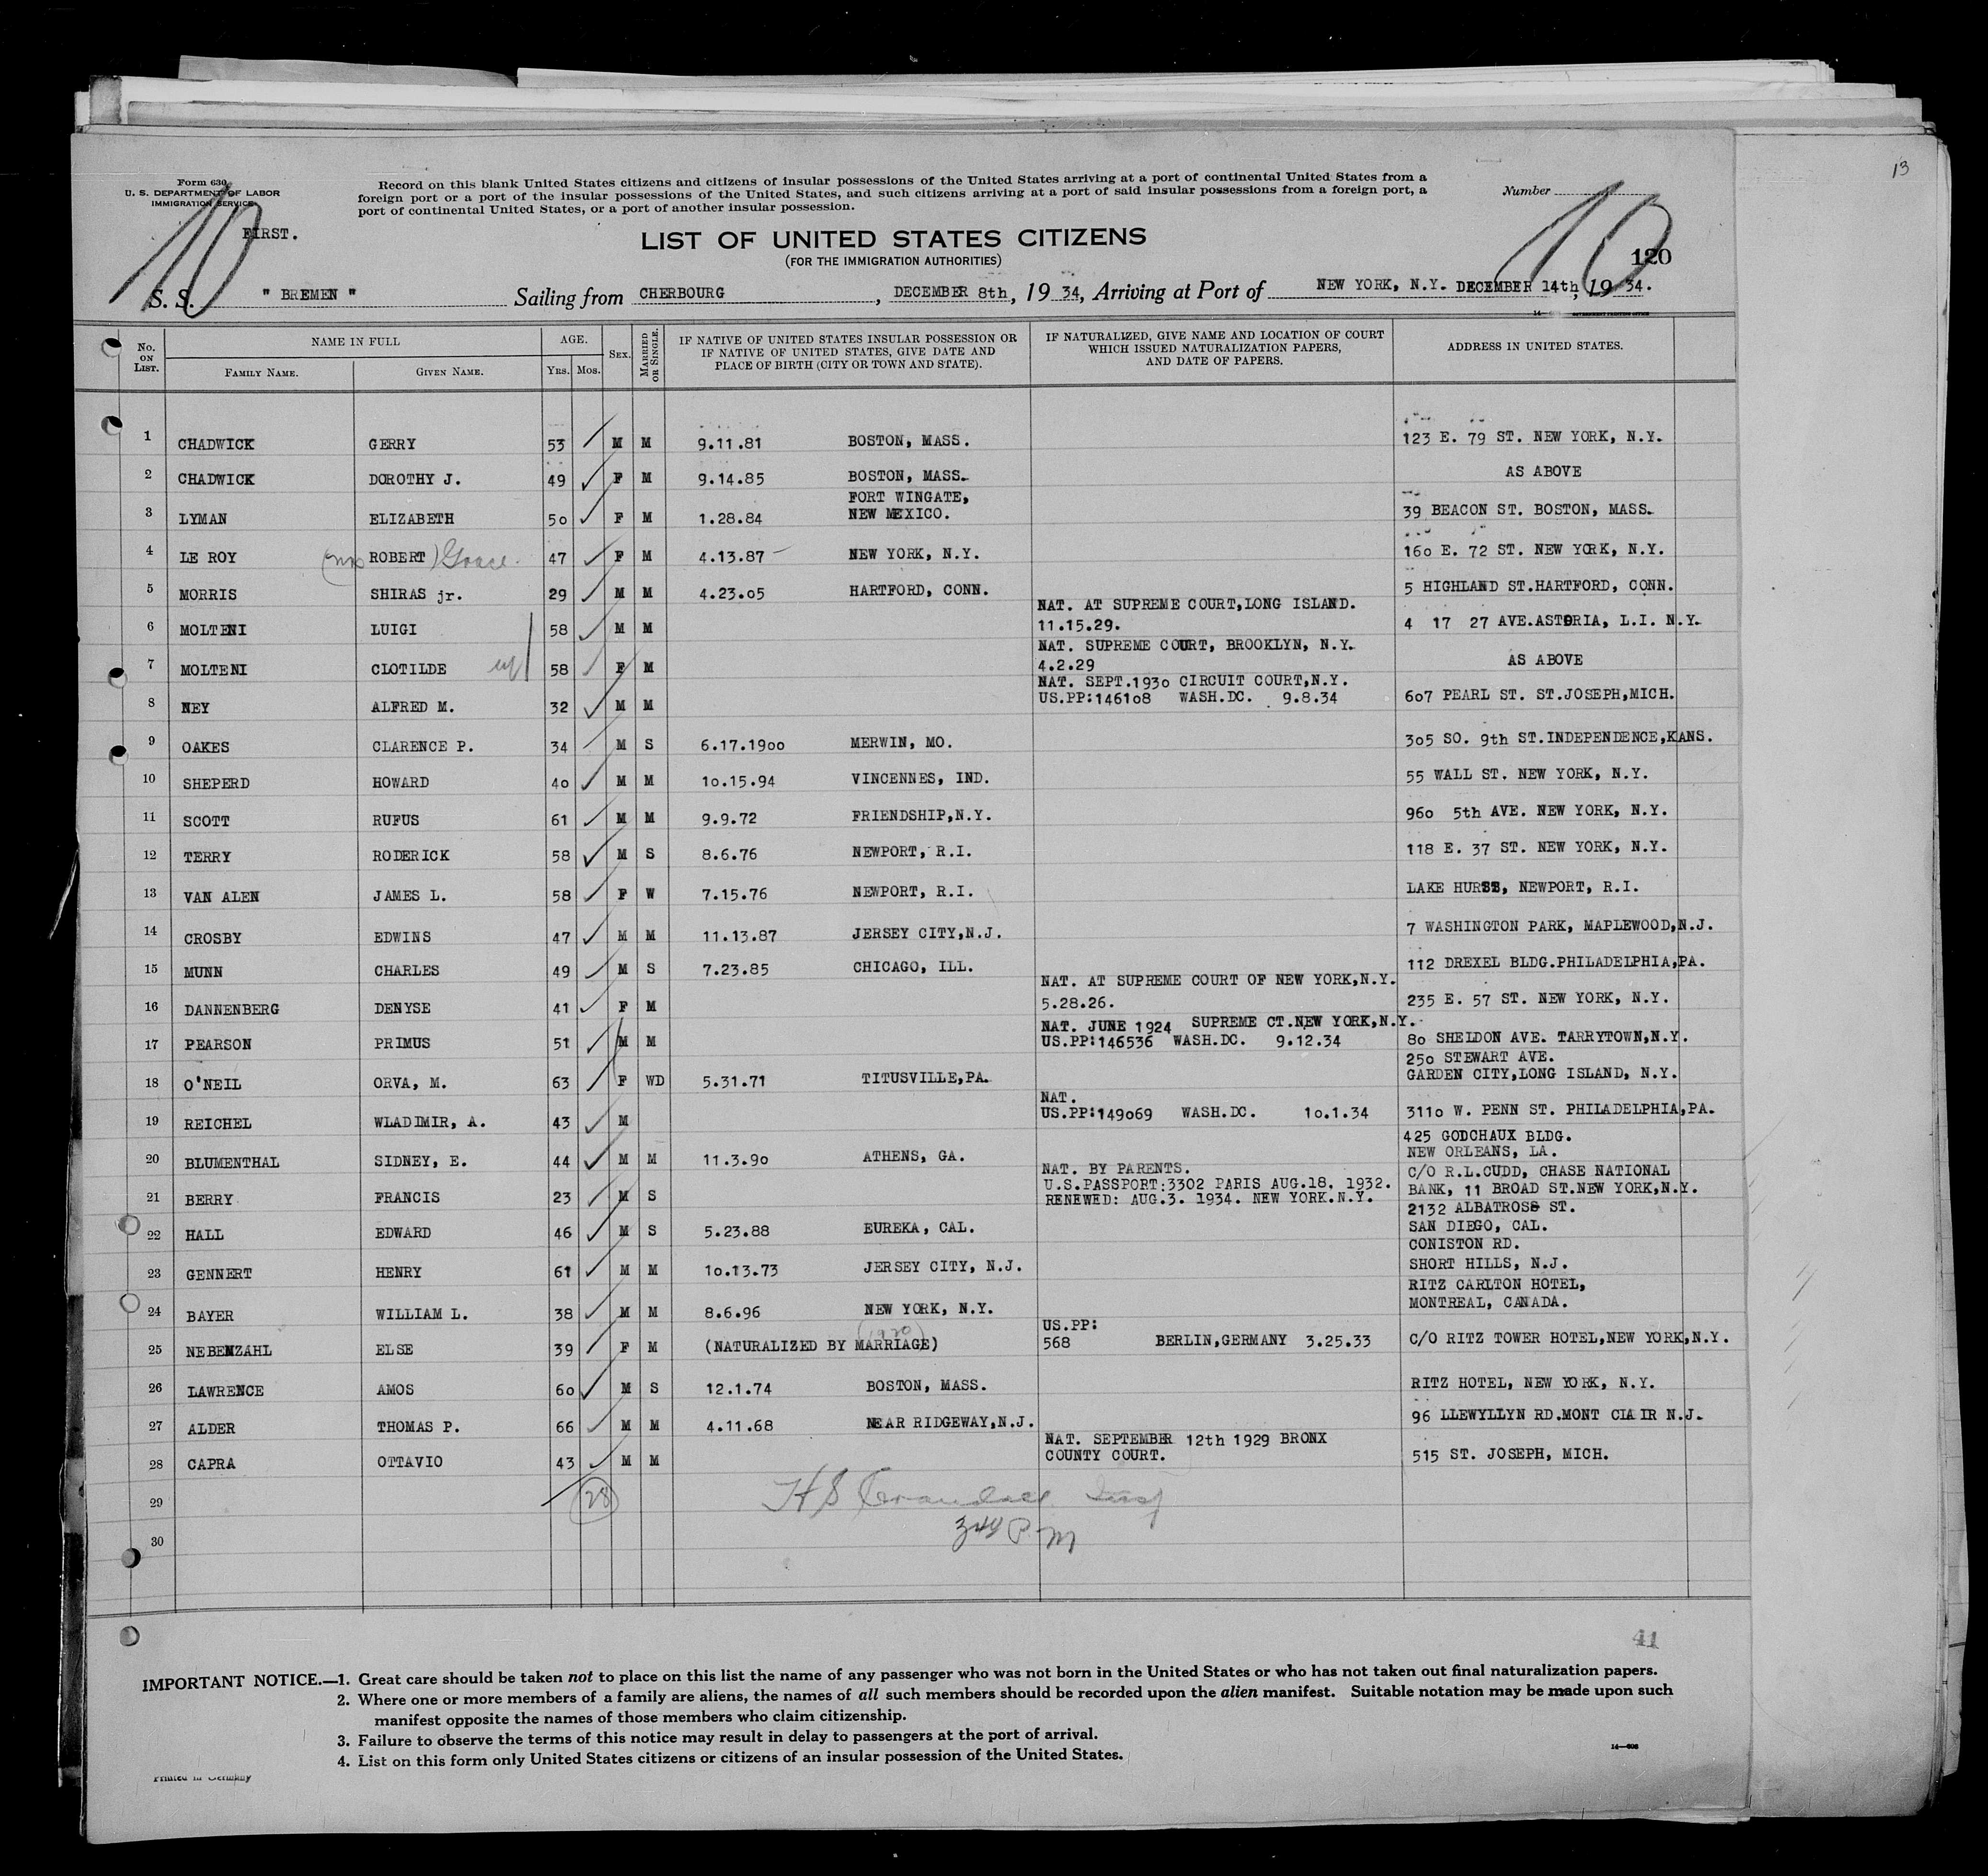 13
Form 630
U. S. DEPARTMENT OF LABOR
IMMIGRATION SERVICE
Record on this blank United States citizens and citizens of insular possessions of the United States arriving at a port of continental United States from a
foreign port or a port of the insular possessions of the United States, and such citizens arriving at a port of said insular possessions from a foreign port, a
port of continental United States, or a port of another insular possession.
Number
10
10
FIRST.
LIST OF UNITED STATES CITIZENS
(FOR THE IMMIGRATION AUTHORITIES)
120
S. S. " BREMEN " Sailing from CHERBOURG, DECEMBER 8th, 19 34, Arriving at Port of NEW YORK, N.Y. DECEMBER 14th, 19 34.
No. ON LIST. NAME IN FULL FAMILY NAME. GIVEN NAME. AGE. YRS. MOS. SEX. MARRIED OR SINGLE. IF NATIVE OF UNITED STATES INSULAR POSSESSION OR IF NATIVE OF UNITED STATES, GIVE DATE AND PLACE OF BIRTH (CITY OR TOWN AND STATE). IF NATURALIZED, GIVE NAME AND LOCATION OF COURT WHICH ISSUED NATURALIZATION PAPERS, AND DATE OF PAPERS. ADDRESS IN UNITED STATES.
1 CHADWICK GERRY 53 M M 9.11.81 BOSTON, MASS. 123 E. 79 ST. NEW YORK, N.Y.
2 CHADWICK DOROTHY J. 49 F M 9.14.85 BOSTON, MASS. AS ABOVE
3 LYMAN ELIZABETH 50 F M 1.28.84 FORT WINGATE, NEW MEXICO. 39 BEACON ST. BOSTON, MASS.
4 LE ROY (Mrs ROBERT) Grace. 47 F M 4.13.87 NEW YORK, N.Y. 160 E. 72 ST. NEW YORK, N.Y.
5 MORRIS SHIRAS jr. 29 M M 4.23.05 HARTFORD, CONN. 5 HIGHLAND ST.HARTFORD, CONN.
6 MOLTENI LUIGI 58 M M NAT. AT SUPREME COURT,LONG ISLAND. 11.15.29. 4 17 27 AVE.ASTORIA, L.I. N.Y.
7 MOLTENI CLOTILDE 58 F M NAT. SUPREME COURT, BROOKLYN, N.Y. 4.2.29 AS ABOVE
8 NEY ALFRED M. 32 M M NAT. SEPT.1930 CIRCUIT COURT,N.Y. US.PP:146108 WASH.DC. 9.8.34 607 PEARL ST. ST.JOSEPH,MICH.
9 OAKES CLARENCE P. 34 M S 6.17.1900 MERWIN, MO. 305 SO. 9th ST.INDEPENDENCE,KANS.
10 SHEPERD HOWARD 40 M M 10.15.94 VINCENNES, IND. 55 WALL ST. NEW YORK, N.Y.
11 SCOTT RUFUS 61 M M 9.9.72 FRIENDSHIP,N.Y. 960 5th AVE. NEW YORK, N.Y.
12 TERRY RODERICK 58 M S 8.6.76 NEWPORT, R.I. 118 E. 37 ST. NEW YORK, N.Y.
13 VAN ALEN JAMES L. 58 F W 7.15.76 NEWPORT, R.I. LAKE HURST, NEWPORT, R.I.
14 CROSBY EDWINS 47 M M 11.13.87 JERSEY CITY,N.J. 7 WASHINGTON PARK, MAPLEWOOD,N.J.
15 MUNN CHARLES 49 M S 7.23.85 CHICAGO, ILL. 112 DREXEL BLDG.PHILADELPHIA,PA.
16 DANNENBERG DENYSE 41 F M NAT. AT SUPREME COURT OF NEW YORK,N.Y. 5.28.26. 235 E. 57 ST. NEW YORK, N.Y.
17 PEARSON PRIMUS 51 M M NAT. JUNE 1924 SUPREME CT.NEW YORK,N.Y. US.PP:146536 WASH.DC. 9.12.34 80 SHELDON AVE. TARRYTOWN,N.Y.
18 O'NEIL ORVA, M. 63 F WD 5.31.71 TITUSVILLE,PA. 250 STEWART AVE. GARDEN CITY,LONG ISLAND, N.Y.
19 REICHEL WLADIMIR, A. 43 M NAT. US.PP:149069 WASH.DC. 10.1.34 3110 W. PENN ST. PHILADELPHIA,PA.
20 BLUMENTHAL SIDNEY, E. 44 M M 11.3.90 ATHENS, GA. 425 GODCHAUX BLDG. NEW ORLEANS, LA.
21 BERRY FRANCIS 23 M S NAT. BY PARENTS. U.S.PASSPORT:3302 PARIS AUG.18. 1932. RENEWED: AUG.3. 1934. NEW YORK.N.Y. C/O R.L.CUDD, CHASE NATIONAL BANK, 11 BROAD ST.NEW YORK,N.Y.
22 HALL EDWARD 46 M S 5.23.88 EUREKA, CAL. 2132 ALBATROSS ST. SAN DIEGO, CAL.
23 GENNERT HENRY 61 M M 10.13.73 JERSEY CITY, N.J. CONISTON RD. SHORT HILLS, N.J.
24 BAYER WILLIAM L. 38 M M 8.6.96 NEW YORK, N.Y. RITZ CARLTON HOTEL, MONTREAL, CANADA.
25 NEBENZAHL ELSE 39 F M (NATURALIZED BY MARRIAGE) (1920) US.PP: 568 BERLIN,GERMANY 3.25.33 C/O RITZ TOWER HOTEL,NEW YORK,N.Y.
26 LAWRENCE AMOS 60 M S 12.1.74 BOSTON, MASS. RITZ HOTEL, NEW YORK, N.Y.
27 ALDER THOMAS P. 66 M M 4.11.68 NEAR RIDGEWAY,N.J. 96 LLEWYLLYN RD.MONT CLAIR N.J.
28 CAPRA OTTAVIO 43 M M NAT. SEPTEMBER 12th 1929 BRONX COUNTY COURT. 515 ST. JOSEPH, MICH.
29 28 H S Crandall Insp
30 344 P.M
41
IMPORTANT NOTICE.—1. Great care should be taken not to place on this list the name of any passenger who was not born in the United States or who has not taken out final naturalization papers.
2. Where one or more members of a family are aliens, the names of all such members should be recorded upon the alien manifest. Suitable notation may be made upon such
manifest opposite the names of those members who claim citizenship.
3. Failure to observe the terms of this notice may result in delay to passengers at the port of arrival.
4. List on this form only United States citizens or citizens of an insular possession of the United States.
14—608
Printed in Germany